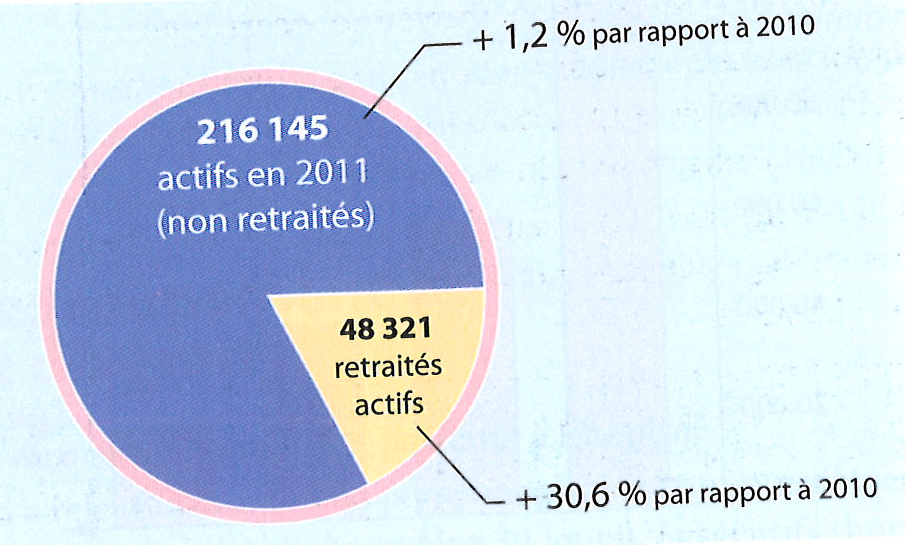 + 1,2 % par rapport à 2010
216 145
actifs en 2011
(non retraités)
48 321
retraités
actifs
+ 30,6 % par rapport à 2010